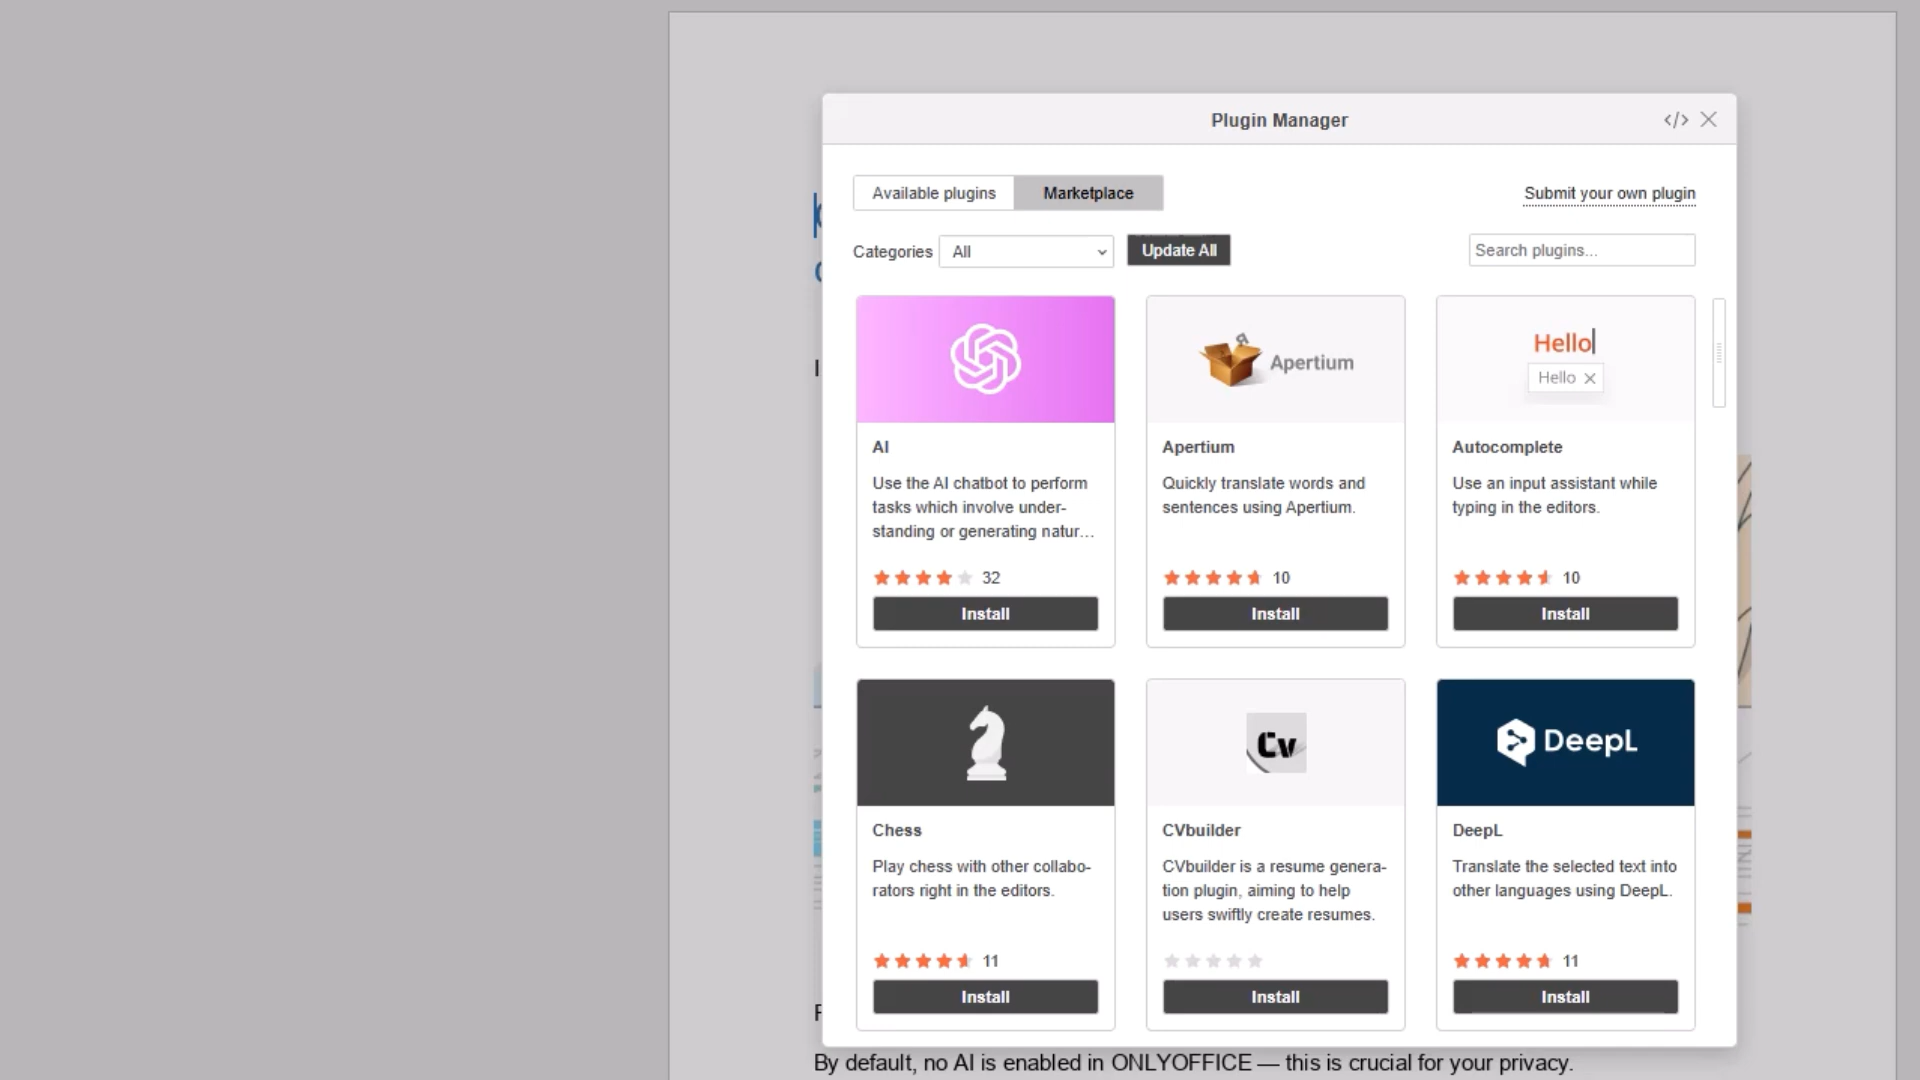 Plugin Manager
</>
Available plugins
Marketplace
Submit your own plugin
Categories
All
Update All
Search plugins...
Apertium
Hello
Hello
AI
Use the AI chatbot to perform
tasks which involve under-
standing or generating natur...
32
Install
Apertium
Quickly translate words and
sentences using Apertium.
10
Install
Autocomplete
Use an input assistant while
typing in the editors.
10
Install
Cv
DeepL
Chess
Play chess with other collabo-
rators right in the editors.
11
Install
CVbuilder
CVbuilder is a resume genera-
tion plugin, aiming to help
users swiftly create resumes.
Install
DeepL
Translate the selected text into
other languages using DeepL.
11
Install
By default, no AI is enabled in ONLYOFFICE — this is crucial for your privacy.